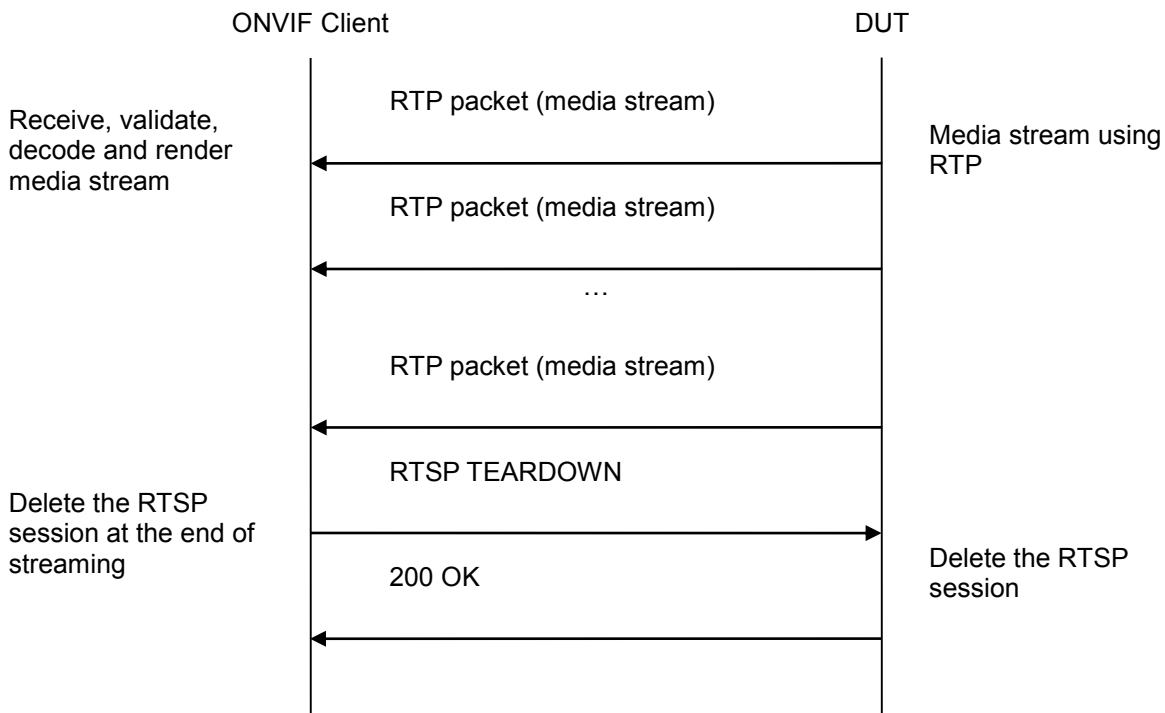 ONVIF Client
DUT
RTP packet (media stream)
Receive, validate,
decode and render
media stream
Media stream using
RTP
RTP packet (media stream)
…
RTP packet (media stream)
RTSP TEARDOWN
Delete the RTSP
session at the end of
streaming
200 OK
Delete the RTSP
session